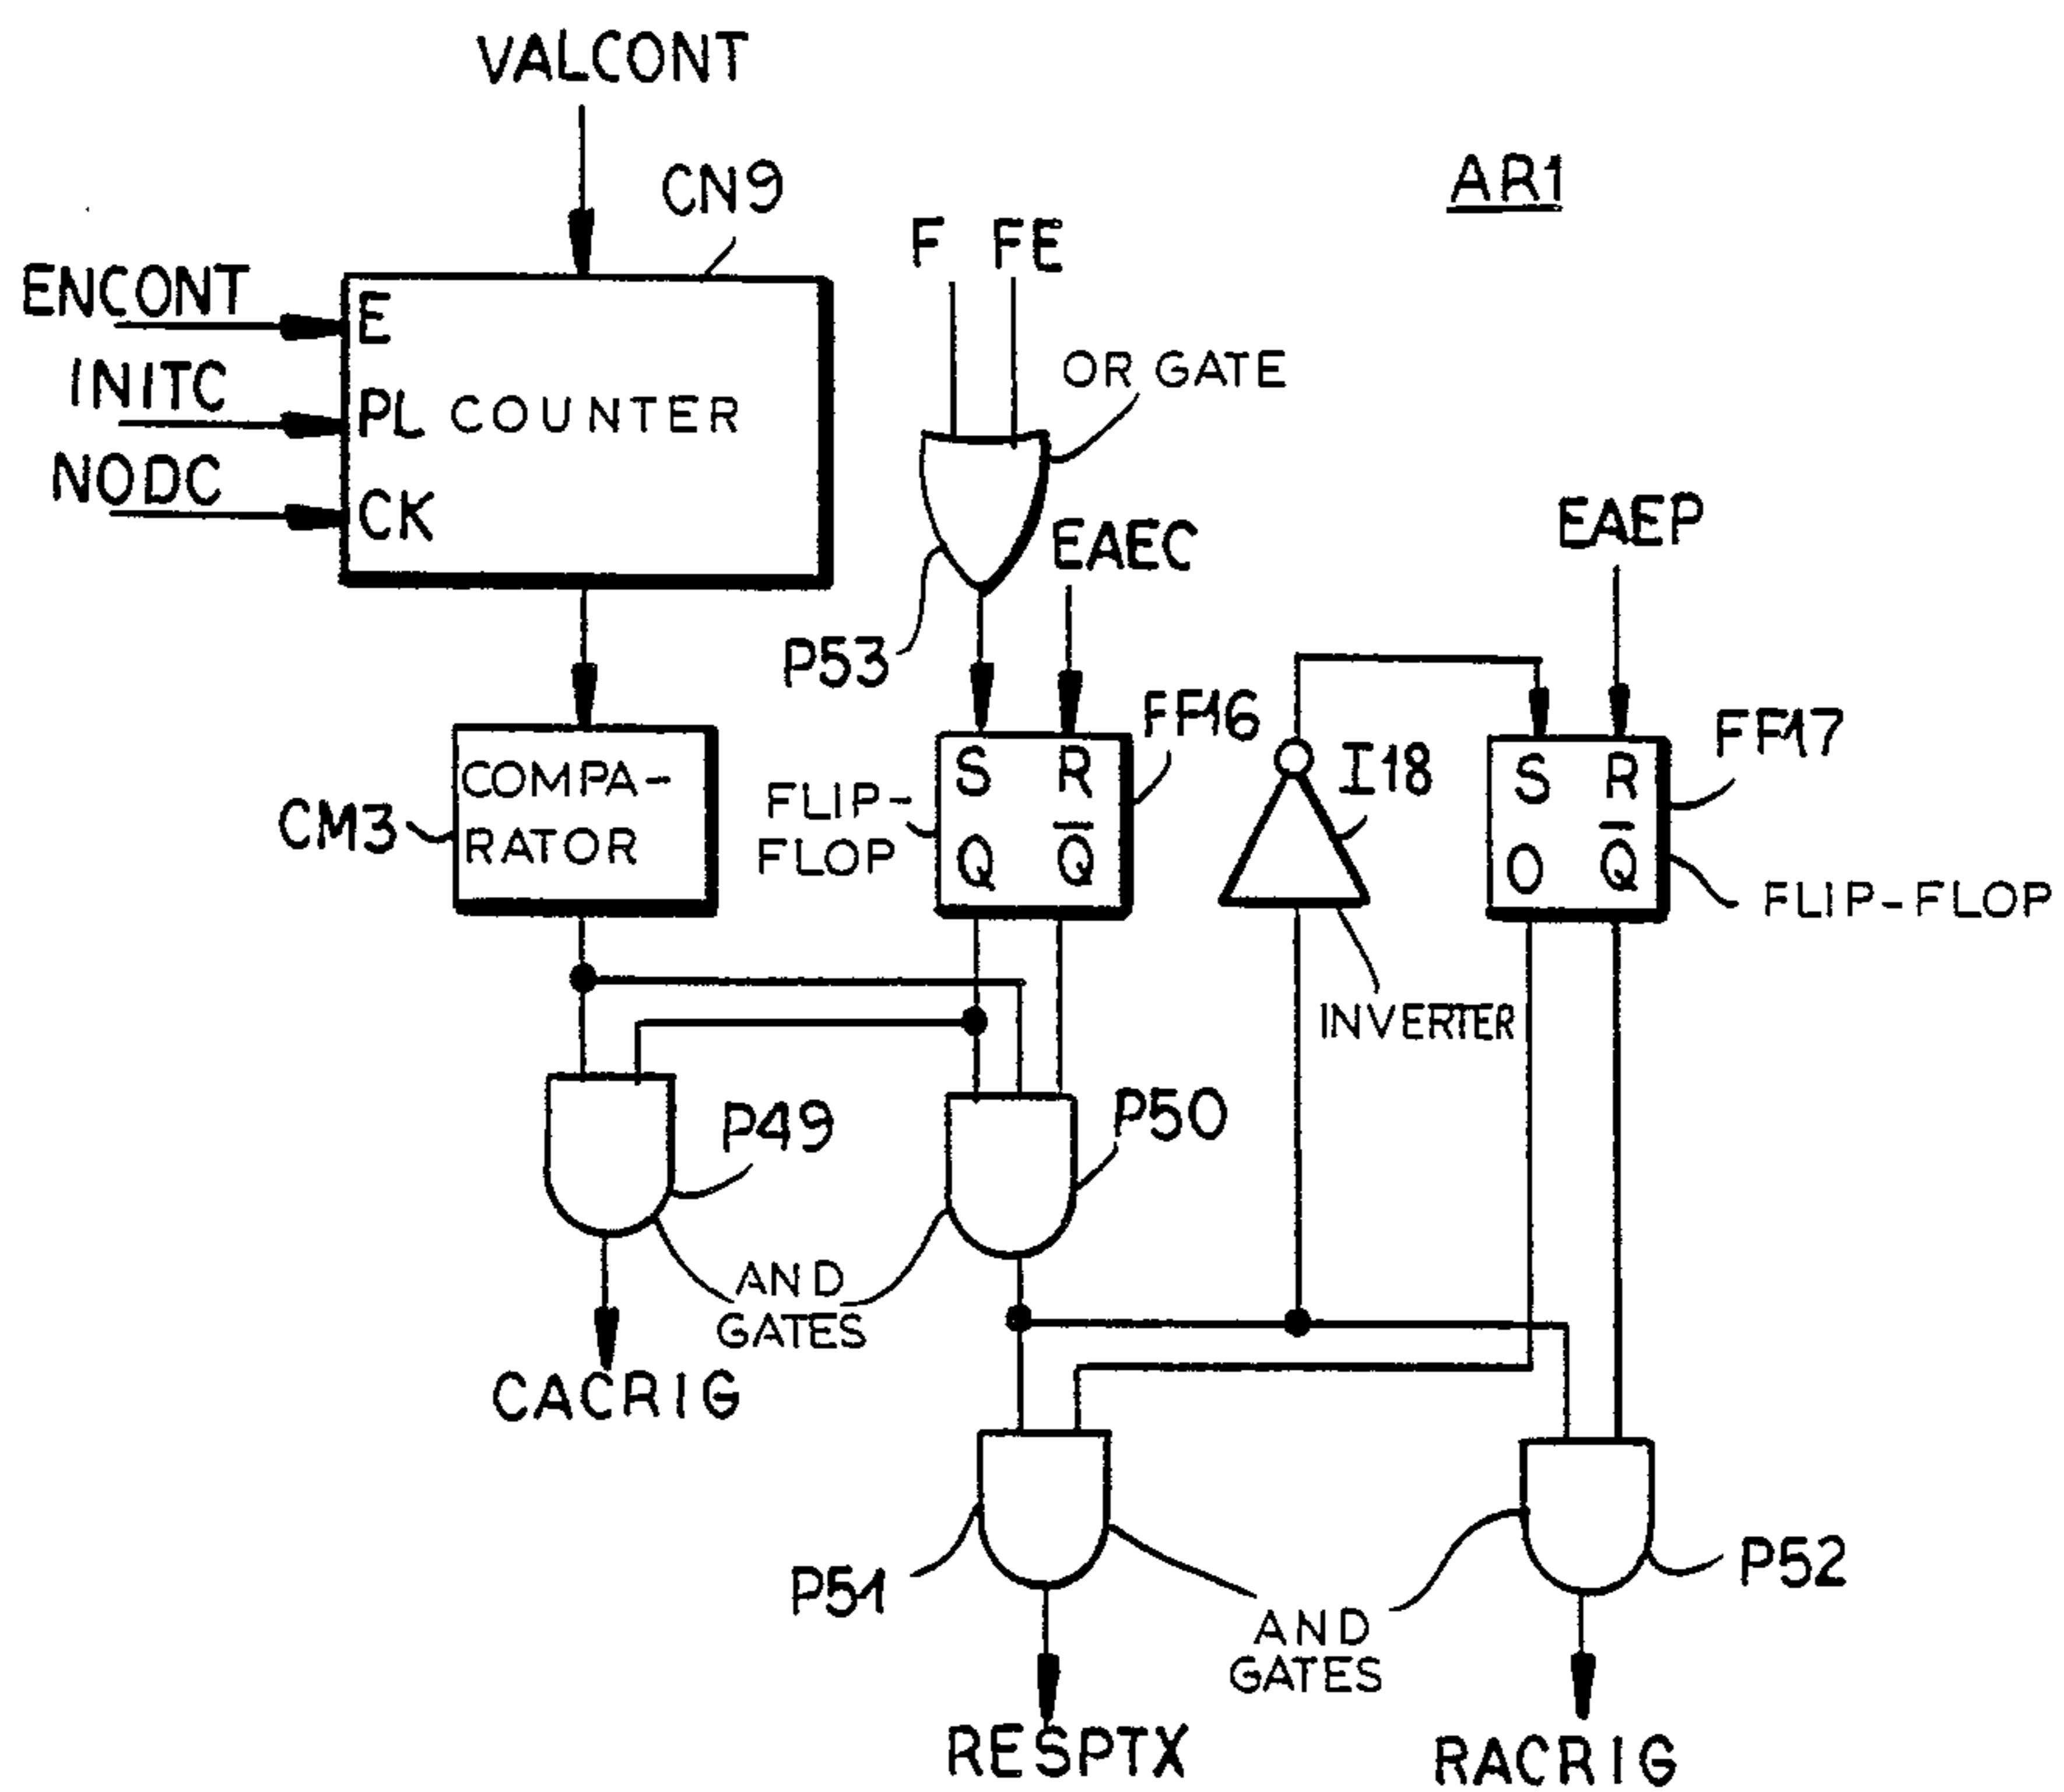 VALCONT
CN9
AR1
F FE
ENCONT
E
INITC
PL COUNTER
NODC
CK
OR GATE
EAEC
EAEP
P53
FF16
FF17
I18
COMPA-
RATOR
CM3
FLIP-
FLOP
S R
Q Q̅
S R
O Q̅
FLIP-FLOP
INVERTER
P49
P50
AND
GATES
CACRIG
P51
P52
AND
GATES
RESPTX
RACRIG